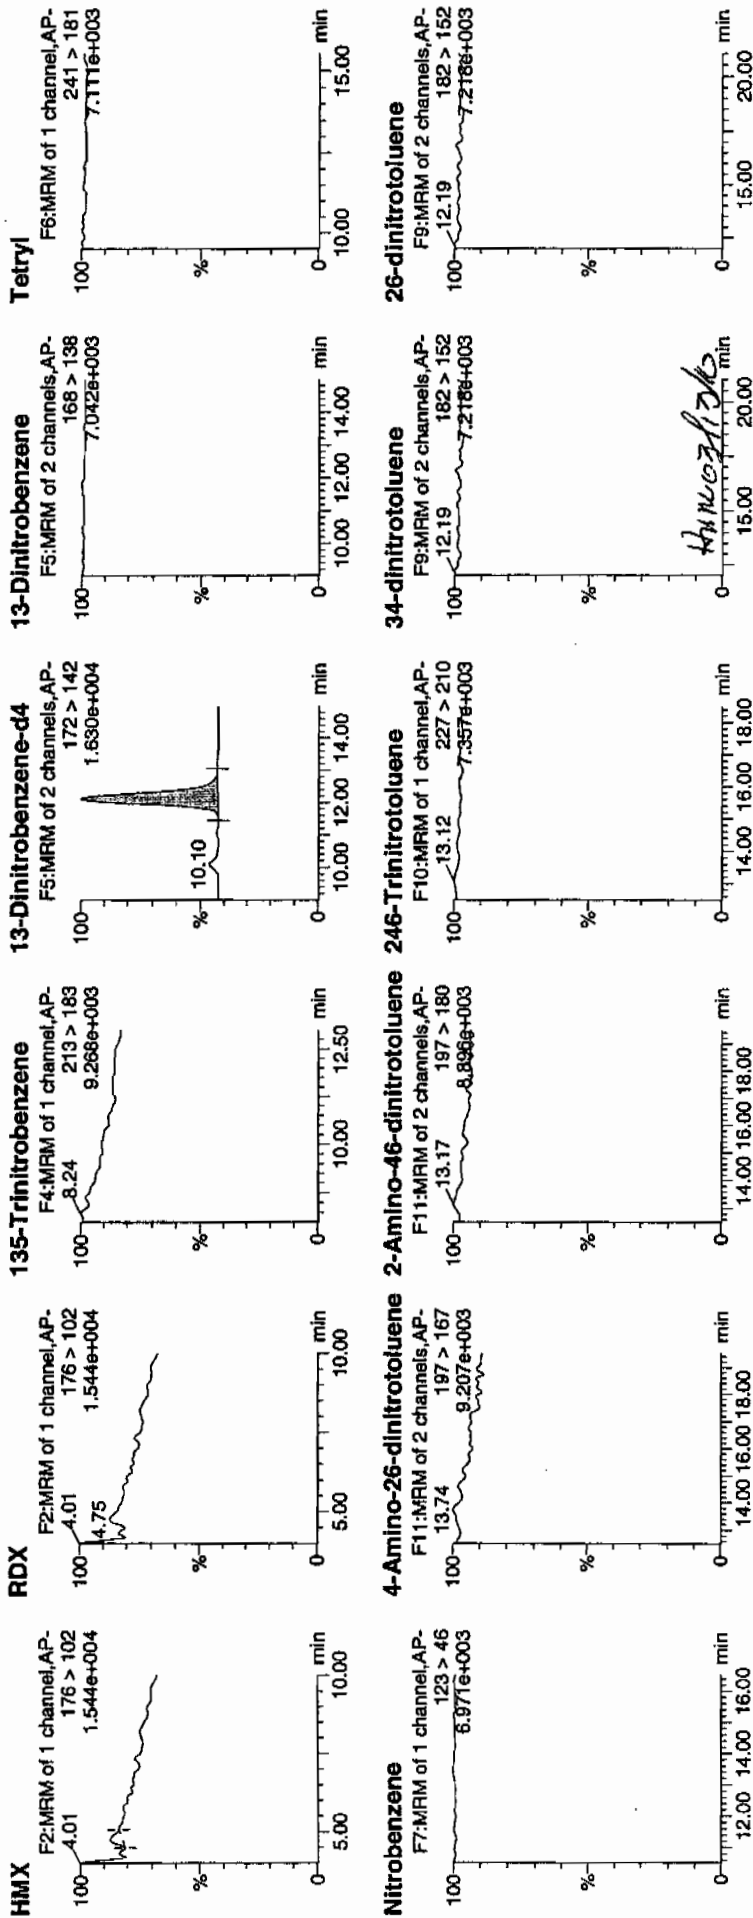 HMX
F2:MRM of 1 channel,AP-
176 > 102
1.544e+004
100
4.01
%
0
5.00
10.00
min
RDX
F2:MRM of 1 channel,AP-
176 > 102
1.544e+004
100
4.01
4.75
%
0
5.00
10.00
min
135-Trinitrobenzene
F4:MRM of 1 channel,AP-
213 > 183
9.268e+003
100
8.24
%
0
10.00
12.50
min
13-Dinitrobenzene-d4
F5:MRM of 2 channels,AP-
172 > 142
1.630e+004
100
10.10
%
0
10.00
12.00
14.00
min
13-Dinitrobenzene
F5:MRM of 2 channels,AP-
168 > 138
7.042e+003
100
%
0
10.00
12.00
14.00
min
Tetryl
F6:MRM of 1 channel,AP-
241 > 181
7.111e+003
100
%
0
10.00
15.00
min
Nitrobenzene
F7:MRM of 1 channel,AP-
123 > 46
6.971e+003
100
%
0
12.00
14.00
16.00
min
4-Amino-26-dinitrotoluene
F11:MRM of 2 channels,AP-
197 > 167
9.207e+003
100
13.74
%
0
14.00
16.00
18.00
min
2-Amino-46-dinitrotoluene
F11:MRM of 2 channels,AP-
197 > 180
8.896e+003
100
13.17
%
0
14.00
16.00
18.00
min
246-Trinitrotoluene
F10:MRM of 1 channel,AP-
227 > 210
7.357e+003
100
13.12
%
0
14.00
16.00
18.00
min
34-dinitrotoluene
F9:MRM of 2 channels,AP-
182 > 152
7.218e+003
100
12.19
%
0
15.00
20.00
min
26-dinitrotoluene
F9:MRM of 2 channels,AP-
182 > 152
7.218e+003
100
12.19
%
0
15.00
20.00
min